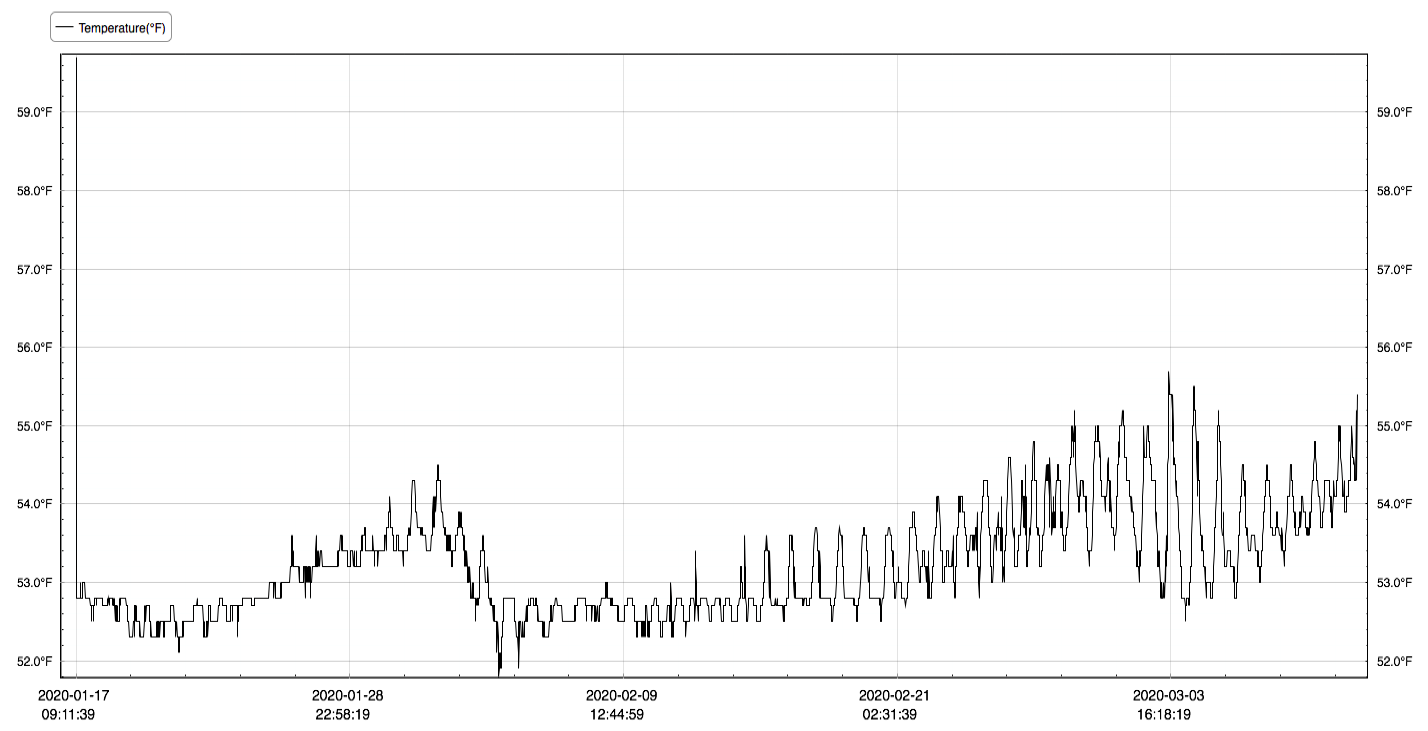 Temperature(°F)
59.0°F 59.0°F
58.0°F 58.0°F
57.0°F 57.0°F
56.0°F 56.0°F
55.0°F 55.0°F
54.0°F 54.0°F
53.0°F 53.0°F
52.0°F 52.0°F
2020-01-17 2020-01-28 2020-02-09 2020-02-21 2020-03-03
09:11:39 22:58:19 12:44:59 02:31:39 16:18:19